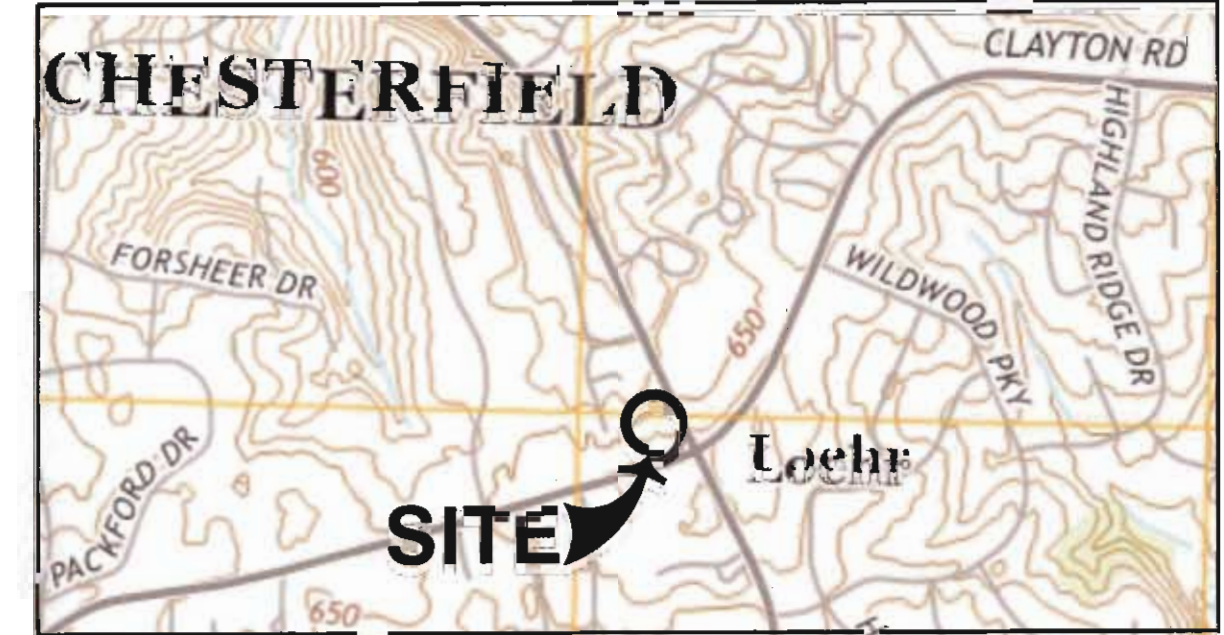 CLAYTON RD
CHESTERFIELD
HIGHLAND RIDGE DR
600
FORSHEER DR
WILDWOOD PKY
650
PACKFORD DR
Loehr
SITE
650